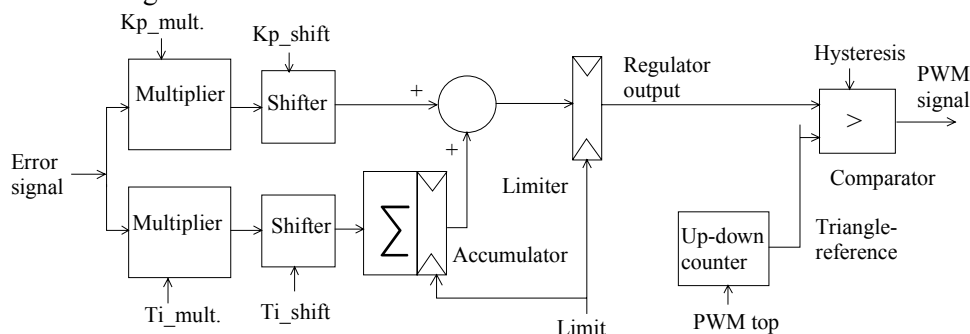 Kp_mult.
Kp_shift
Hysteresis
Regulator
output
PWM
signal
Multiplier
Shifter
+
>
Error
signal
+
Limiter
Comparator
Multiplier
Shifter
∑
Accumulator
Up-down
counter
Triangle-
reference
Ti_mult.
Ti_shift
Limit
PWM top